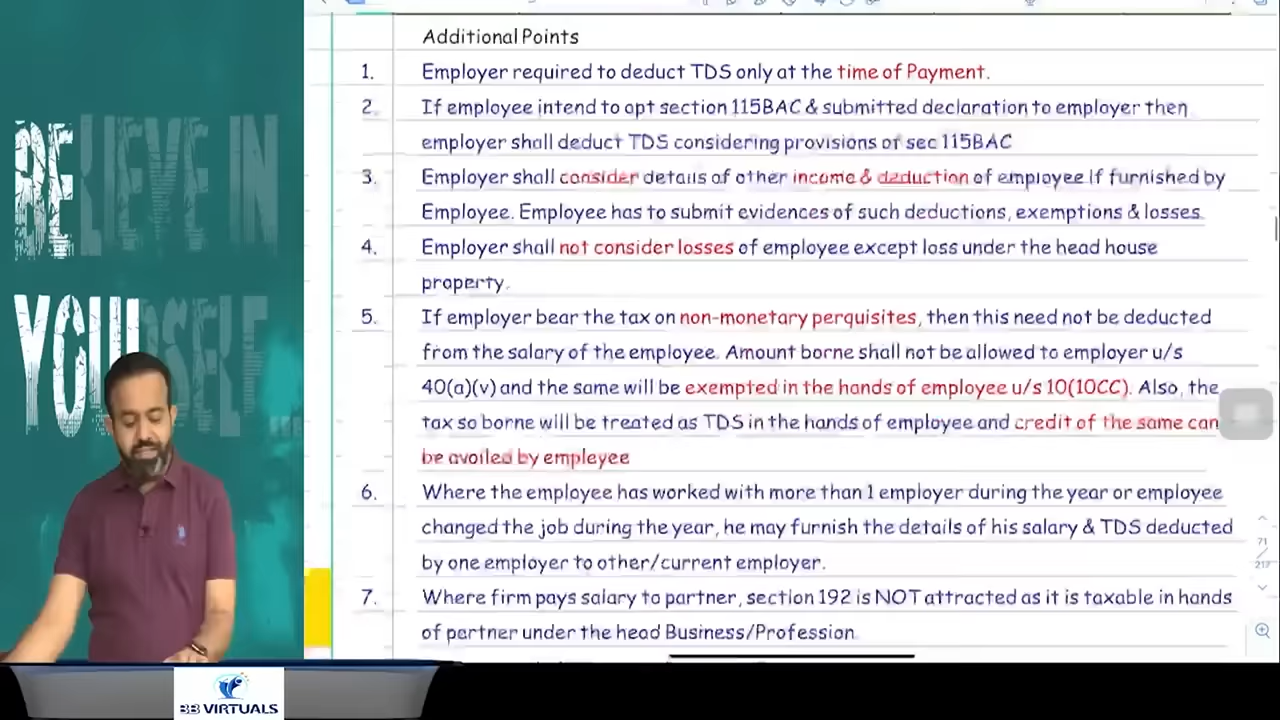 BELIEVE IN
YOURSELF
Additional Points
1. Employer required to deduct TDS only at the time of Payment.
2. If employee intend to opt section 115BAC & submitted declaration to employer then
employer shall deduct TDS considering provisions of sec 115BAC
3. Employer shall consider details of other income & deduction of employee if furnished by
Employee. Employee has to submit evidences of such deductions, exemptions & losses
4. Employer shall not consider losses of employee except loss under the head house
property.
5. If employer bear the tax on non-monetary perquisites, then this need not be deducted
from the salary of the employee. Amount borne shall not be allowed to employer u/s
40(a)(v) and the same will be exempted in the hands of employee u/s 10(10CC). Also, the
tax so borne will be treated as TDS in the hands of employee and credit of the same can
be availed by empleyee
6. Where the employee has worked with more than 1 employer during the year or employee
changed the job during the year, he may furnish the details of his salary & TDS deducted
by one employer to other/current employer.
7. Where firm pays salary to partner, section 192 is NOT attracted as it is taxable in hands
of partner under the head Business/Profession
71
217
BB VIRTUALS